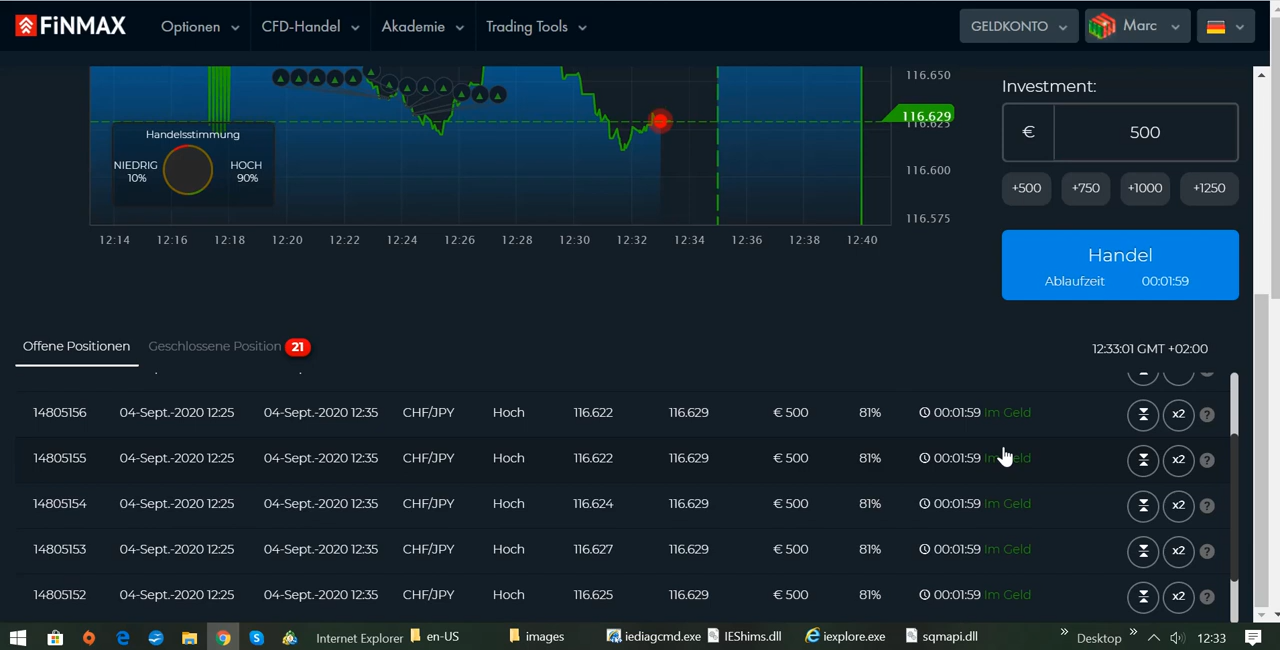 FiNMAX Optionen CFD-Handel Akademie Trading Tools GELDKONTO Marc
116.650
116.629
116.625
116.600
116.575
Handelsstimmung
NIEDRIG HOCH
10% 90%
12:14 12:16 12:18 12:20 12:22 12:24 12:26 12:28 12:30 12:32 12:34 12:36 12:38 12:40
Investment:
€ 500
+500 +750 +1000 +1250
Handel
Ablaufzeit 00:01:59
Offene Positionen Geschlossene Position 21 12:33:01 GMT +02:00
14805156 04-Sept.-2020 12:25 04-Sept.-2020 12:35 CHF/JPY Hoch 116.622 116.629 € 500 81% 00:01:59 Im Geld x2 ?
14805155 04-Sept.-2020 12:25 04-Sept.-2020 12:35 CHF/JPY Hoch 116.622 116.629 € 500 81% 00:01:59 Im Geld x2 ?
14805154 04-Sept.-2020 12:25 04-Sept.-2020 12:35 CHF/JPY Hoch 116.624 116.629 € 500 81% 00:01:59 Im Geld x2 ?
14805153 04-Sept.-2020 12:25 04-Sept.-2020 12:35 CHF/JPY Hoch 116.627 116.629 € 500 81% 00:01:59 Im Geld x2 ?
14805152 04-Sept.-2020 12:25 04-Sept.-2020 12:35 CHF/JPY Hoch 116.625 116.629 € 500 81% 00:01:59 Im Geld x2 ?
Internet Explorer en-US images iediagcmd.exe IEShims.dll iexplore.exe sqmapi.dll » Desktop » 12:33